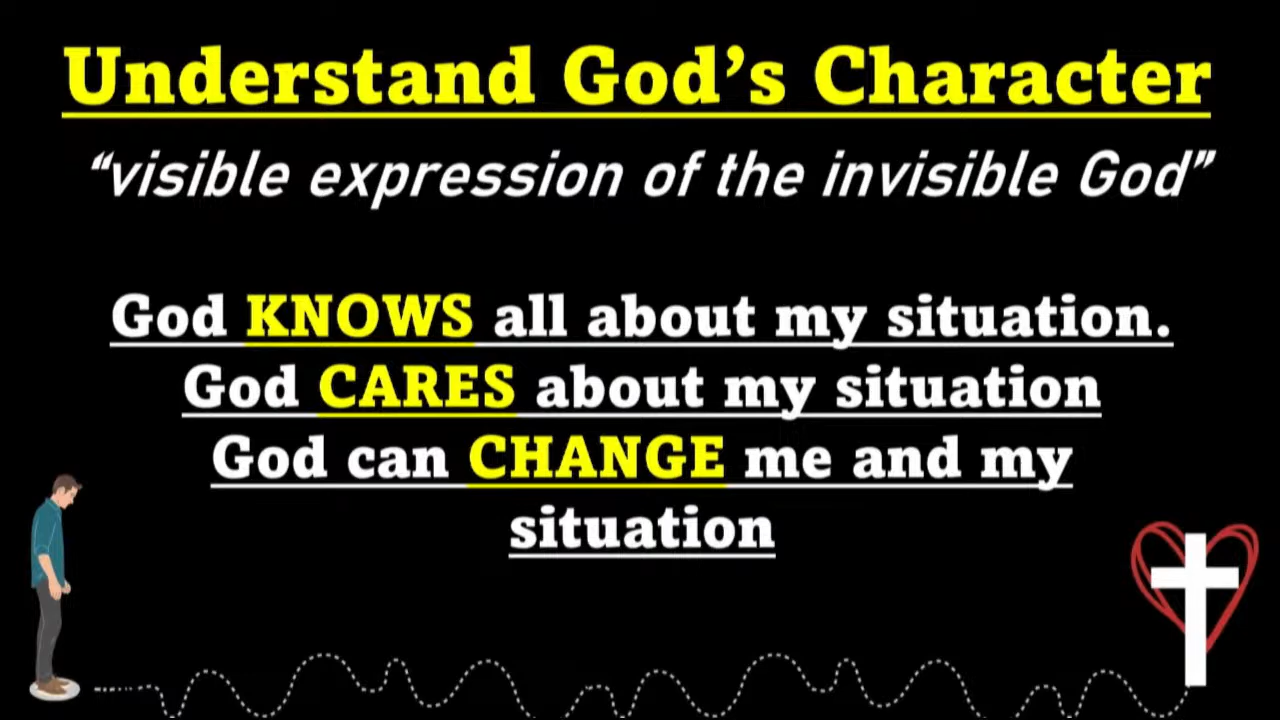 Understand God’s Character
“visible expression of the invisible God”
God KNOWS all about my situation.
God CARES about my situation
God can CHANGE me and my
situation